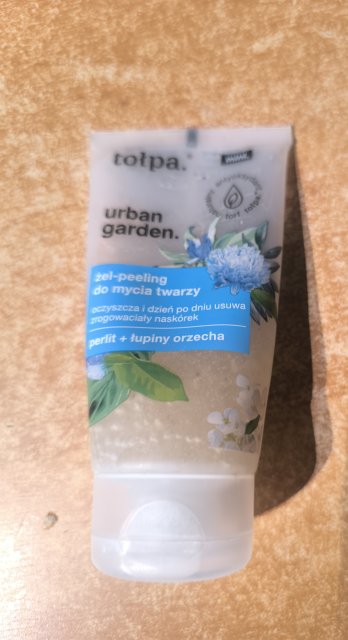 tołpa.
urban
garden.
żel-peeling
do mycia twarzy
oczyszcza i dzień po dniu usuwa
zrogowaciały naskórek
perlit + łupiny orzecha